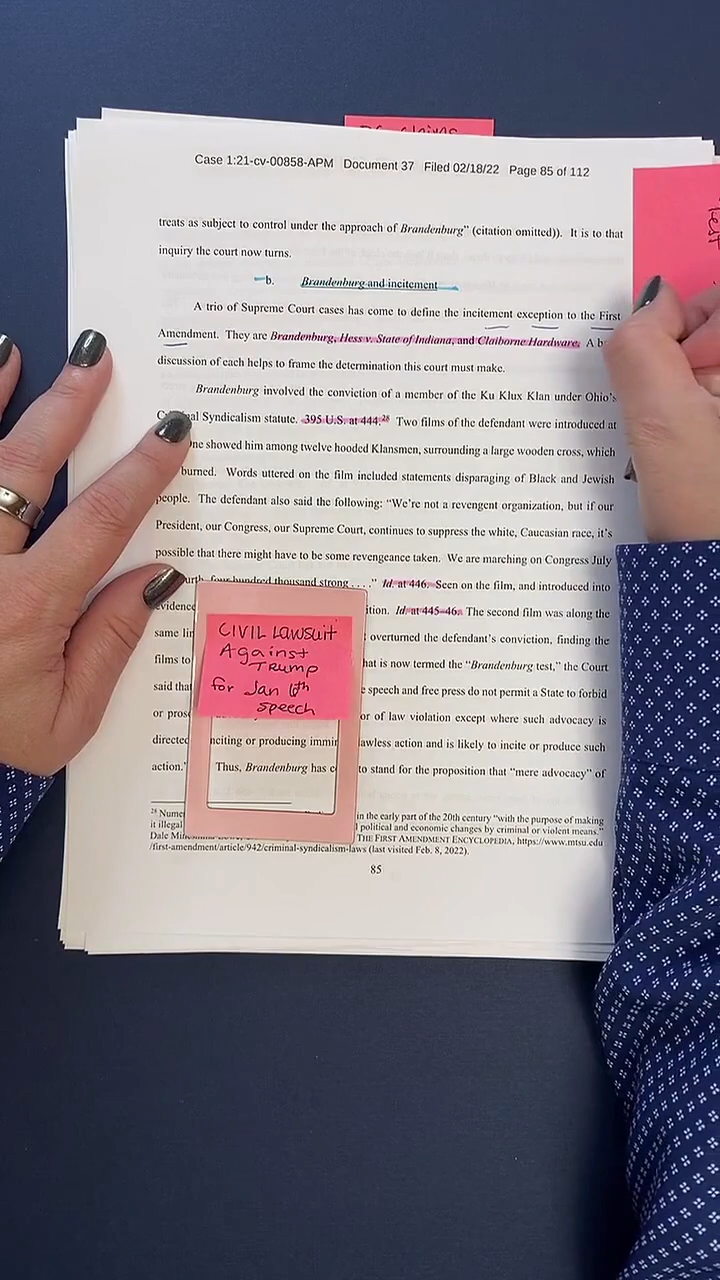 Claims
Case 1:21-cv-00858-APM Document 37 Filed 02/18/22 Page 85 of 112
Test
treats as subject to control under the approach of Brandenburg” (citation omitted)). It is to that
inquiry the court now turns.
b. Brandenburg and incitement
A trio of Supreme Court cases has come to define the incitement exception to the First
Amendment. They are Brandenburg, Hess v. State of Indiana, and Claiborne Hardware. A
discussion of each helps to frame the determination this court must make.
Brandenburg involved the conviction of a member of the Ku Klux Klan under Ohio’s
Syndicalism statute. 395 U.S. at 444.28 Two films of the defendant were introduced at
ne showed him among twelve hooded Klansmen, surrounding a large wooden cross, which
burned. Words uttered on the film included statements disparaging of Black and Jewish
people. The defendant also said the following: “We’re not a revengent organization, but if our
President, our Congress, our Supreme Court, continues to suppress the white, Caucasian race, it’s
possible that there might have to be some revengeance taken. We are marching on Congress July
four hundred thousand strong . . . .” Id. at 446. Seen on the film, and introduced into
evidence ition. Id. at 445–46. The second film was along the
same lin overturned the defendant’s conviction, finding the
films to hat is now termed the “Brandenburg test,” the Court
said that e speech and free press do not permit a State to forbid
or pros or of law violation except where such advocacy is
directed nciting or producing immin lawless action and is likely to incite or produce such
action.” Thus, Brandenburg has c to stand for the proposition that “mere advocacy” of
CIVIL LAWSUIT
Against
TRUMP
for Jan 6th
speech
28 Numer in the early part of the 20th century “with the purpose of making
it illegal political and economic changes by criminal or violent means.”
Dale THE FIRST AMENDMENT ENCYCLOPEDIA, https://www.mtsu.edu
/first-amendment/article/942/criminal-syndicalism-laws (last visited Feb. 8, 2022).
85